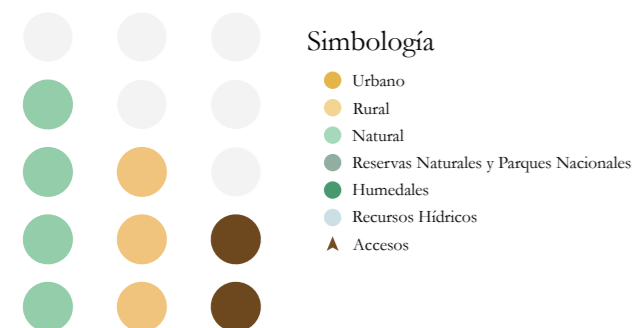 Simbología
Urbano
Rural
Natural
Reservas Naturales y Parques Nacionales
Humedales
Recursos Hídricos
Accesos